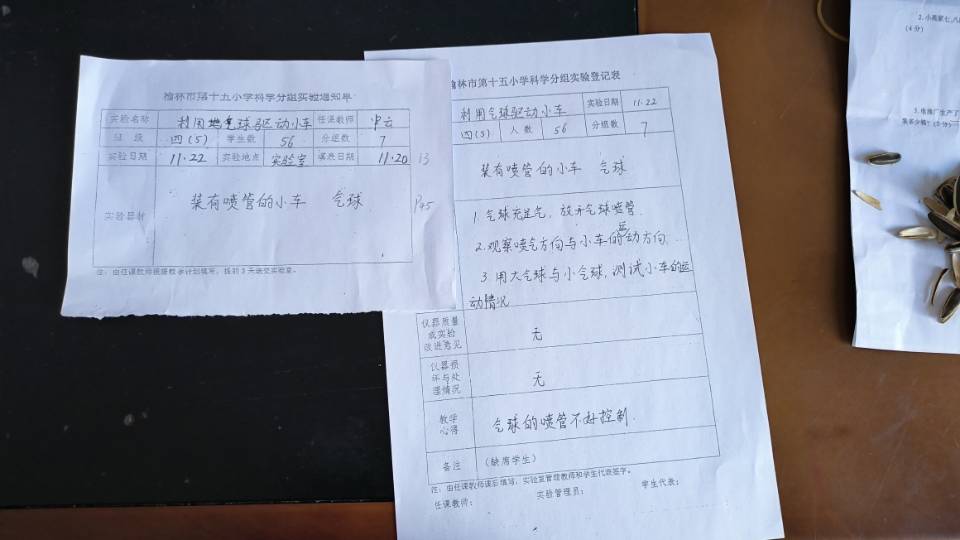 榆林市第十五小学科学分组实验通知单
实验名称 利用气球驱动小车 任课教师
班 级 四(5) 学生数 56 分组数 7
实验日期 11.22 实验地点 实验室 填表日期 11.20 13
实验器材 装有喷管的小车 气球
注：由任课教师根据教学计划填写，提前3天送交实验室。
榆林市第十五小学科学分组实验登记表
利用气球驱动小车 实验日期 11.22
四(5) 人 数 56 分组数 7
装有喷管的小车 气球
1.气球充足气，放开气球喷管.
2.观察喷气方向与小车的运动方向.
3.用大气球与小气球，测试小车的运
动情况
仪器质量
或实验
改进意见
无
仪器损
坏与处
理情况
无
教学
心得
气球的喷管不好控制.
备注 (缺席学生)
注：由任课教师课后填写，实验室管理教师和学生代表签字。
任课教师： 实验管理员： 学生代表：
(4分)